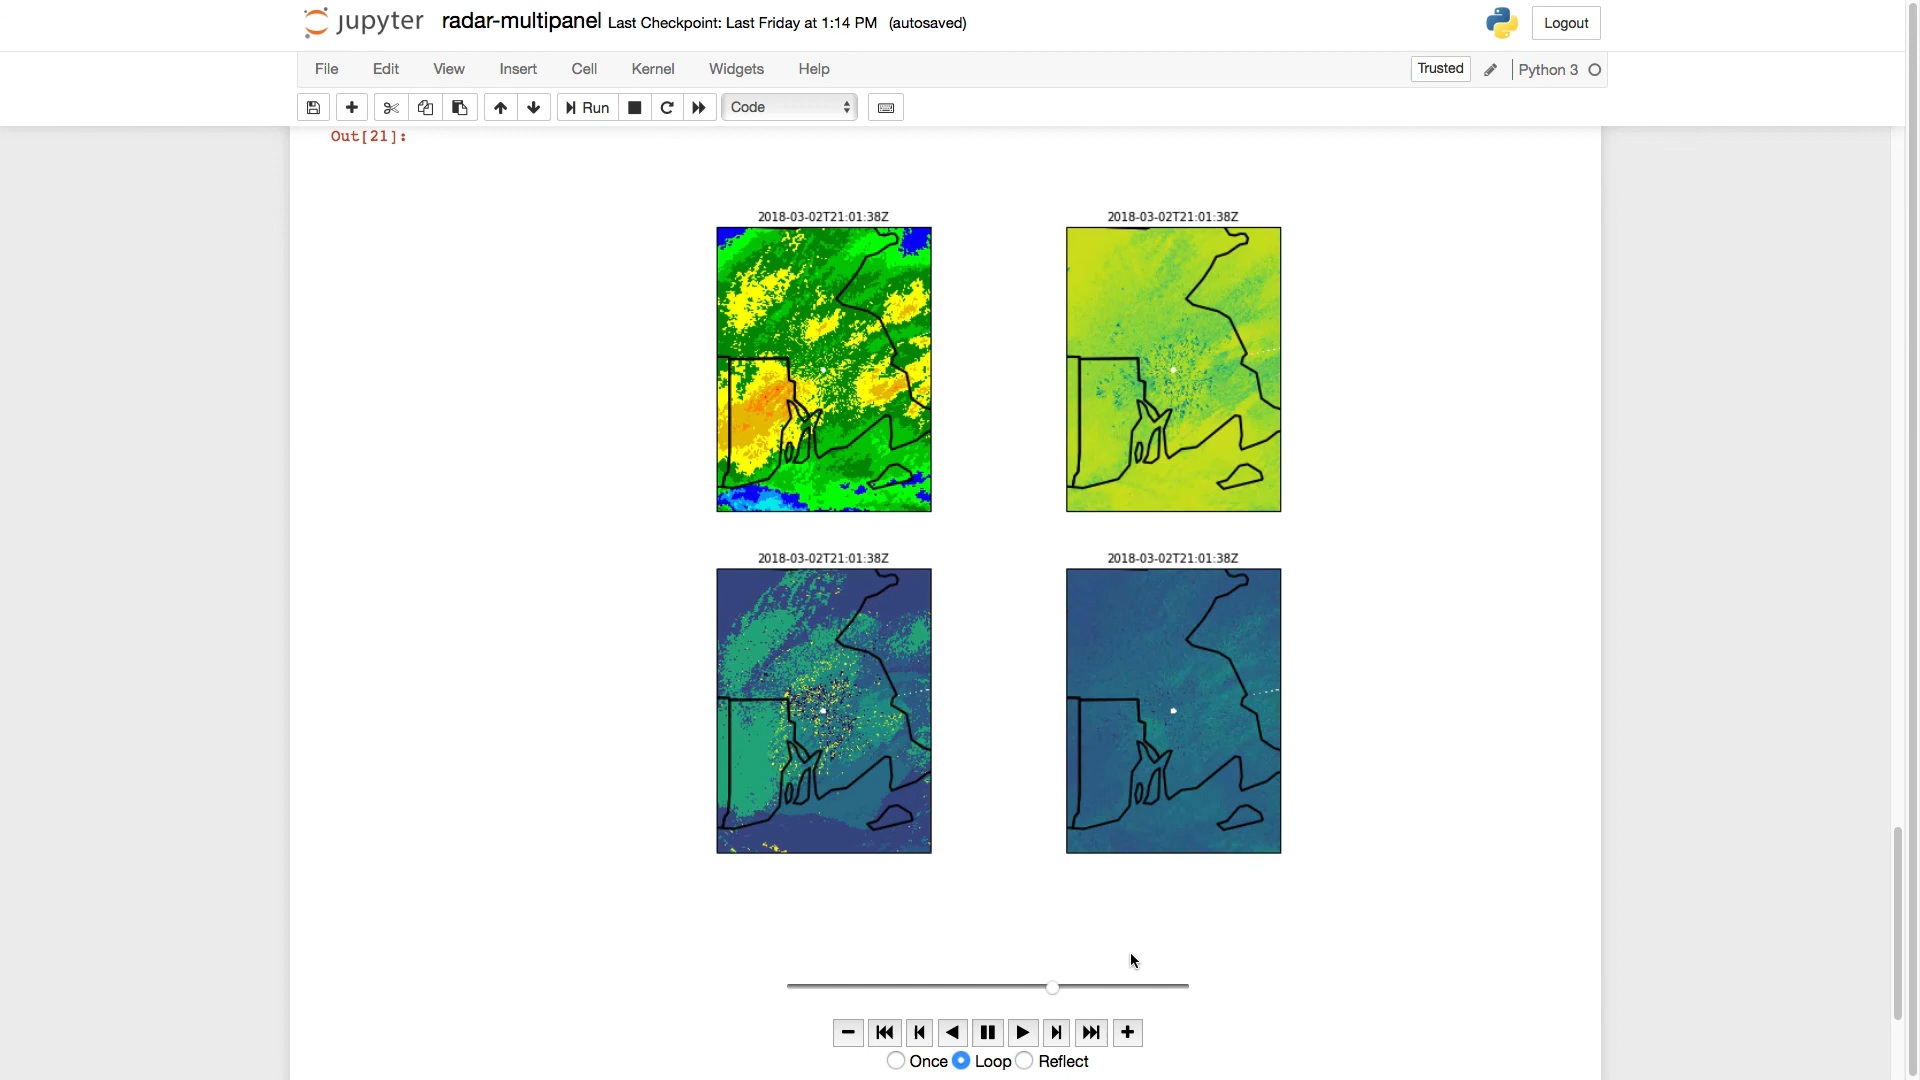 jupyter radar-multipanel Last Checkpoint: Last Friday at 1:14 PM (autosaved)
Logout
File Edit View Insert Cell Kernel Widgets Help
Trusted
Python 3
Run
Code
Out[21]:
2018-03-02T21:01:38Z
2018-03-02T21:01:38Z
2018-03-02T21:01:38Z
2018-03-02T21:01:38Z
Once Loop Reflect